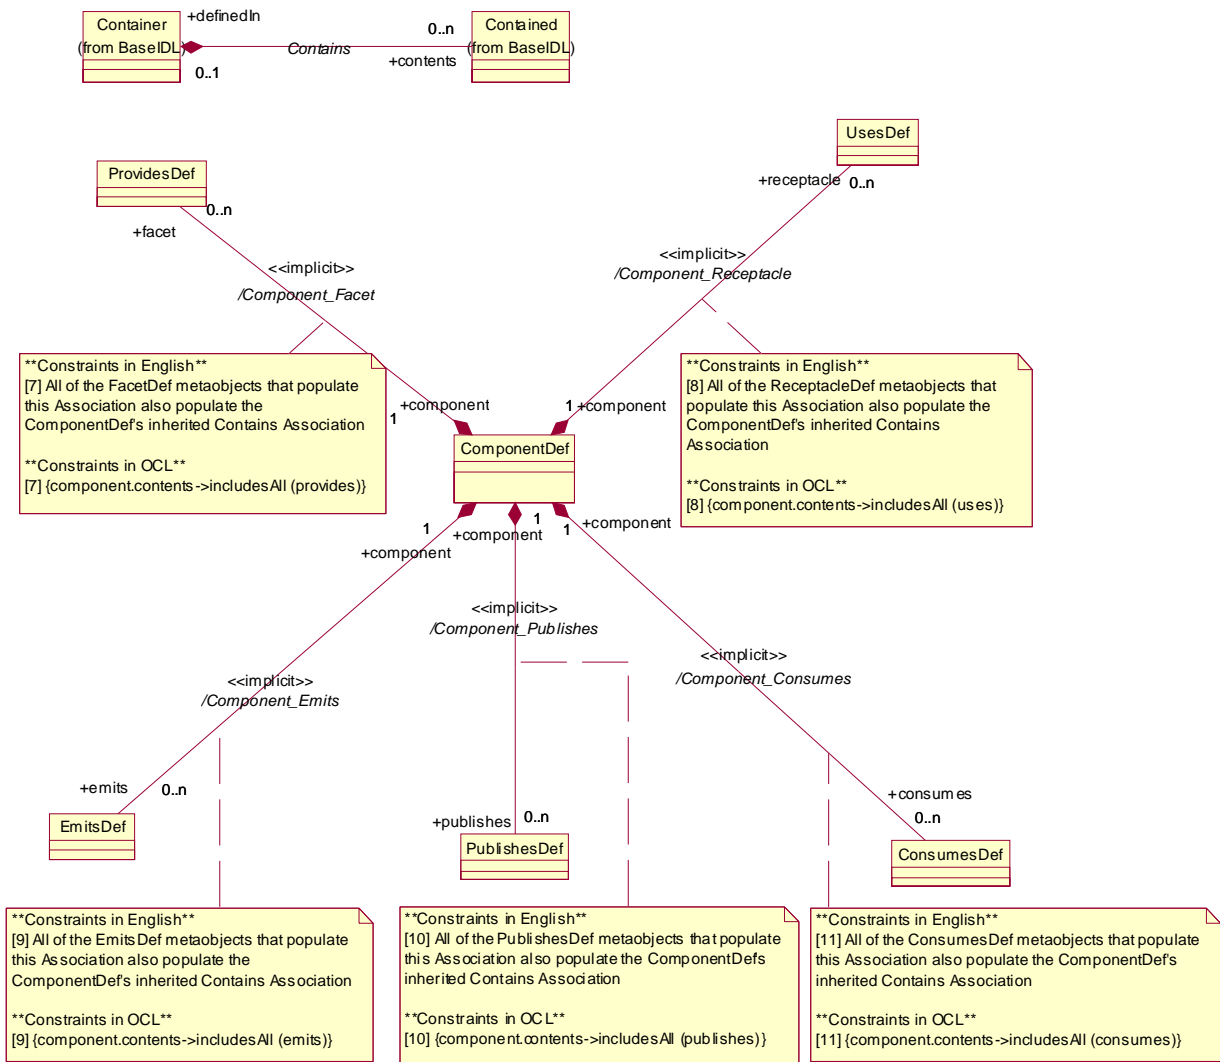 +definedIn
Container
(from BaseIDL)
0..1
Contains
0..n
+contents
Contained
(from BaseIDL)
UsesDef
+receptacle
0..n
ProvidesDef
0..n
+facet
<<implicit>>
/Component_Facet
<<implicit>>
/Component_Receptacle
**Constraints in English**
[7] All of the FacetDef metaobjects that populate
this Association also populate the
ComponentDef's inherited Contains Association
**Constraints in OCL**
[7] {component.contents->includesAll (provides)}
+component
1
1
+component
**Constraints in English**
[8] All of the ReceptacleDef metaobjects that
populate this Association also populate the
ComponentDef's inherited Contains
Association
**Constraints in OCL**
[8] {component.contents->includesAll (uses)}
ComponentDef
1
+component
+component
1
1
+component
<<implicit>>
/Component_Publishes
<<implicit>>
/Component_Emits
<<implicit>>
/Component_Consumes
+emits
0..n
EmitsDef
+publishes
0..n
PublishesDef
+consumes
0..n
ConsumesDef
**Constraints in English**
[9] All of the EmitsDef metaobjects that populate
this Association also populate the
ComponentDef's inherited Contains Association
**Constraints in OCL**
[9] {component.contents->includesAll (emits)}
**Constraints in English**
[10] All of the PublishesDef metaobjects that populate
this Association also populate the ComponentDef's
inherited Contains Association
**Constraints in OCL**
[10] {component.contents->includesAll (publishes)}
**Constraints in English**
[11] All of the ConsumesDef metaobjects that populate
this Association also populate the ComponentDef's
inherited Contains Association
**Constraints in OCL**
[11] {component.contents->includesAll (consumes)}